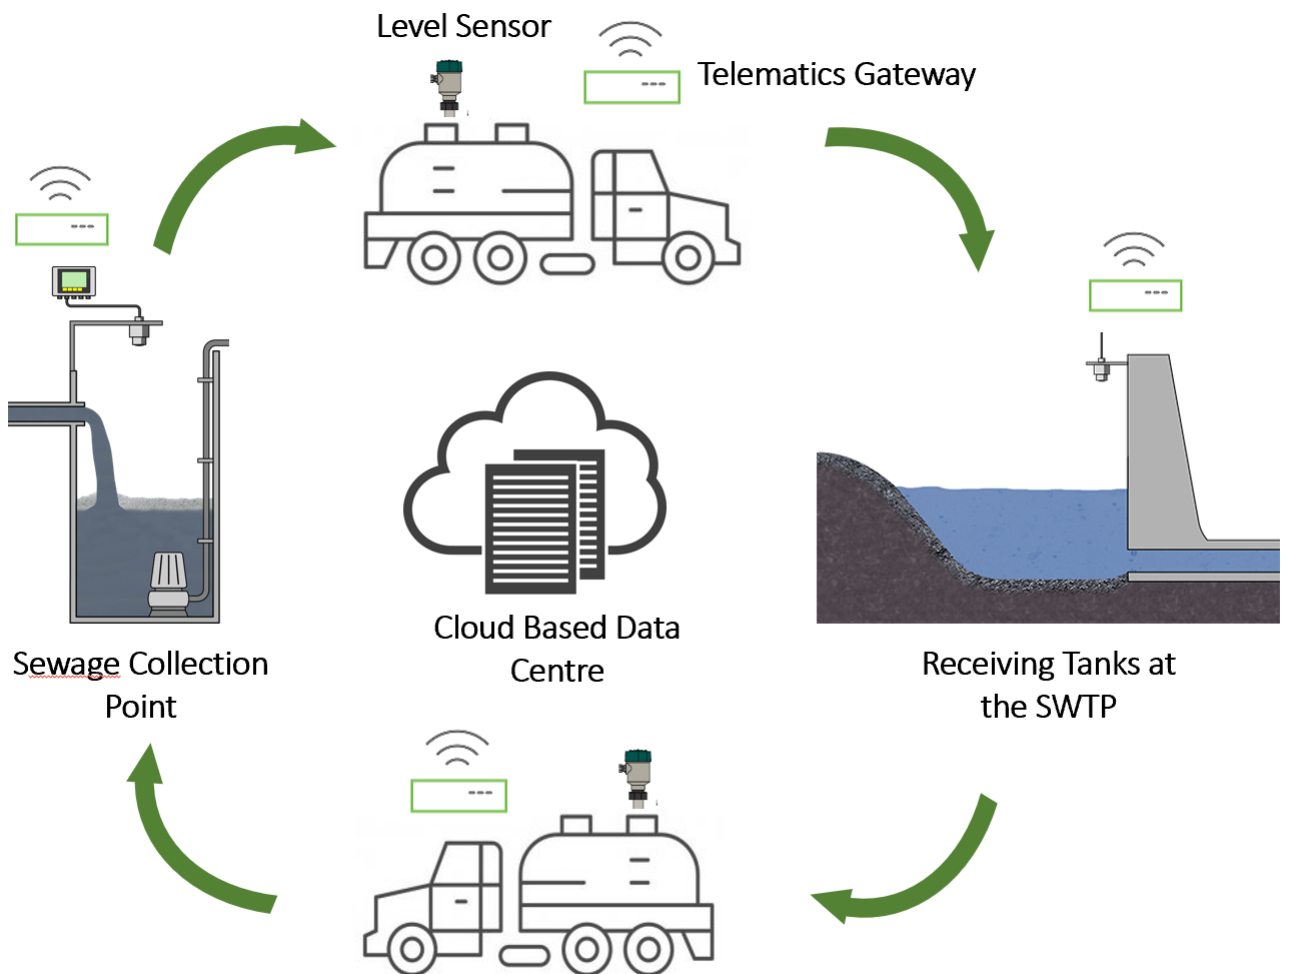 Level Sensor
Telematics Gateway
Cloud Based Data
Centre
Sewage Collection
Point
Receiving Tanks at
the SWTP